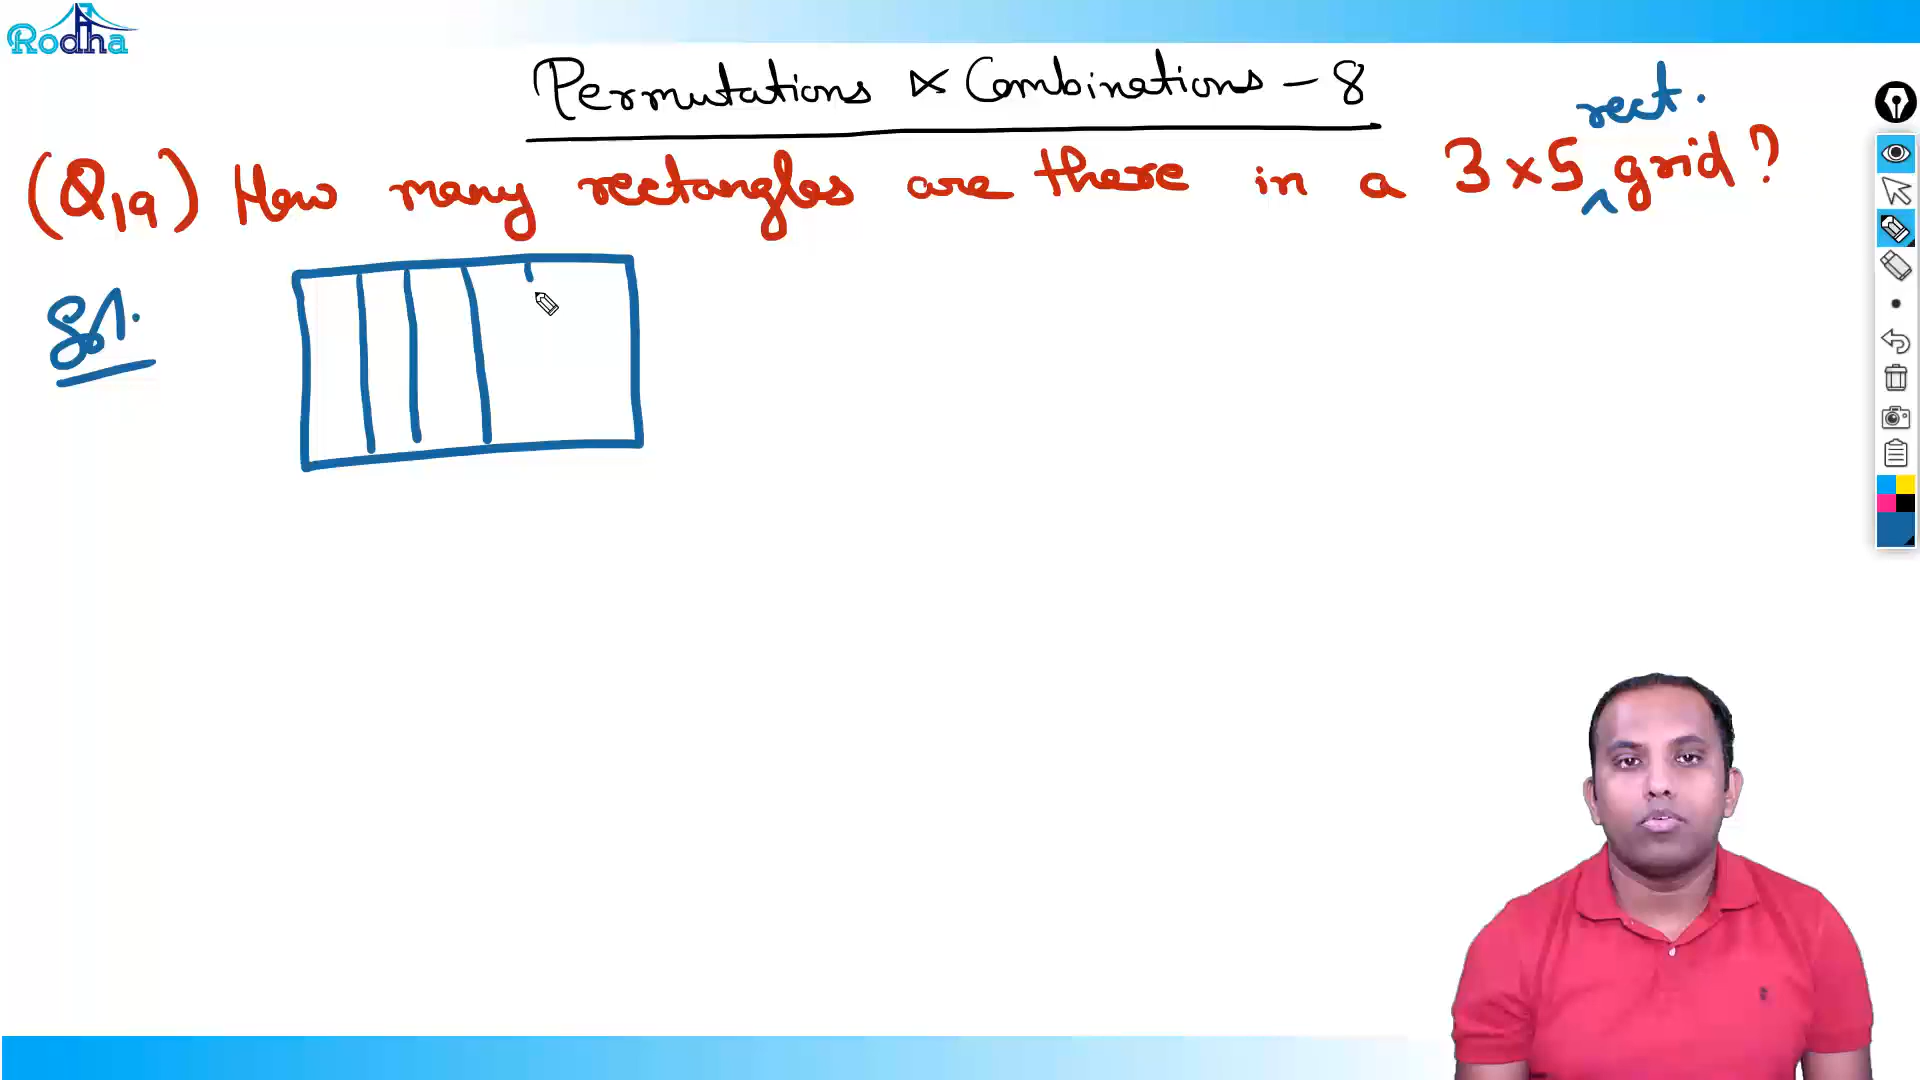 Rodha
Permutations & Combinations - 8
rect.
(Q19) How many rectangles are there in a 3 × 5 ^ grid?
Sol.